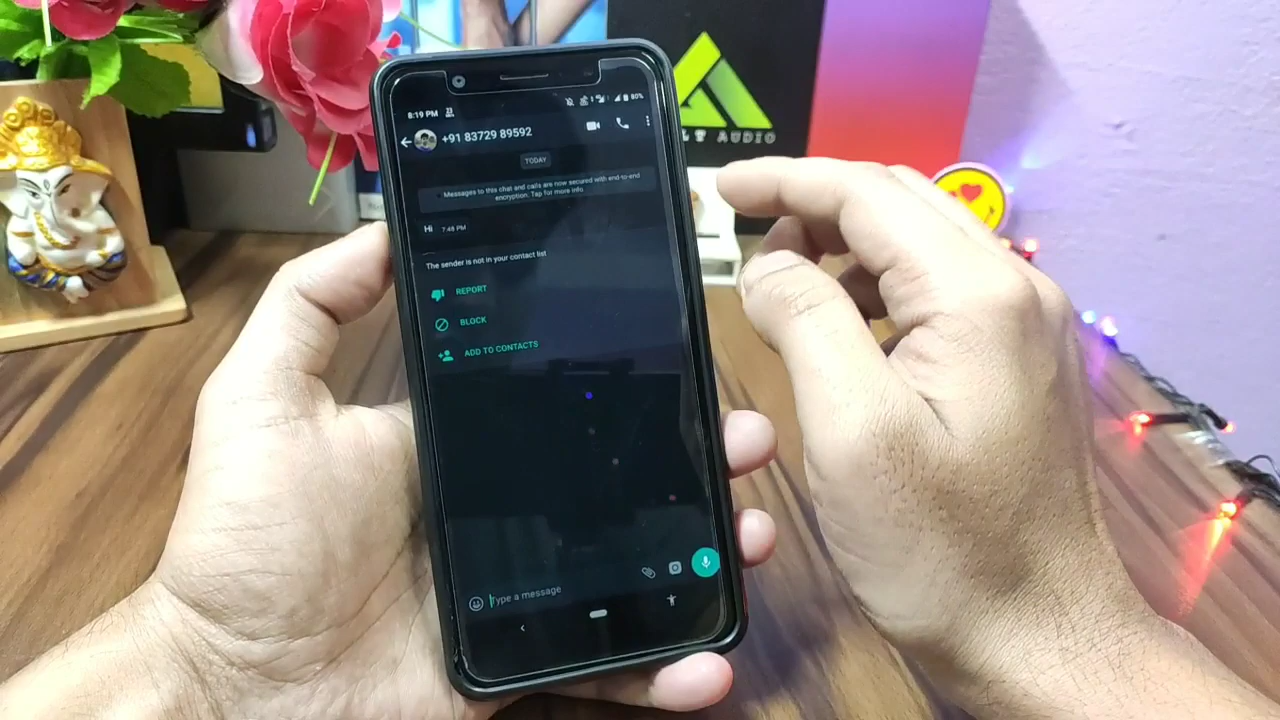 8:19 PM
80%
+91 83729 89592
TODAY
Messages to this chat and calls are now secured with end-to-end
encryption. Tap for more info.
Hi 7:48 PM
The sender is not in your contact list
REPORT
BLOCK
ADD TO CONTACTS
Type a message
LT AUDIO